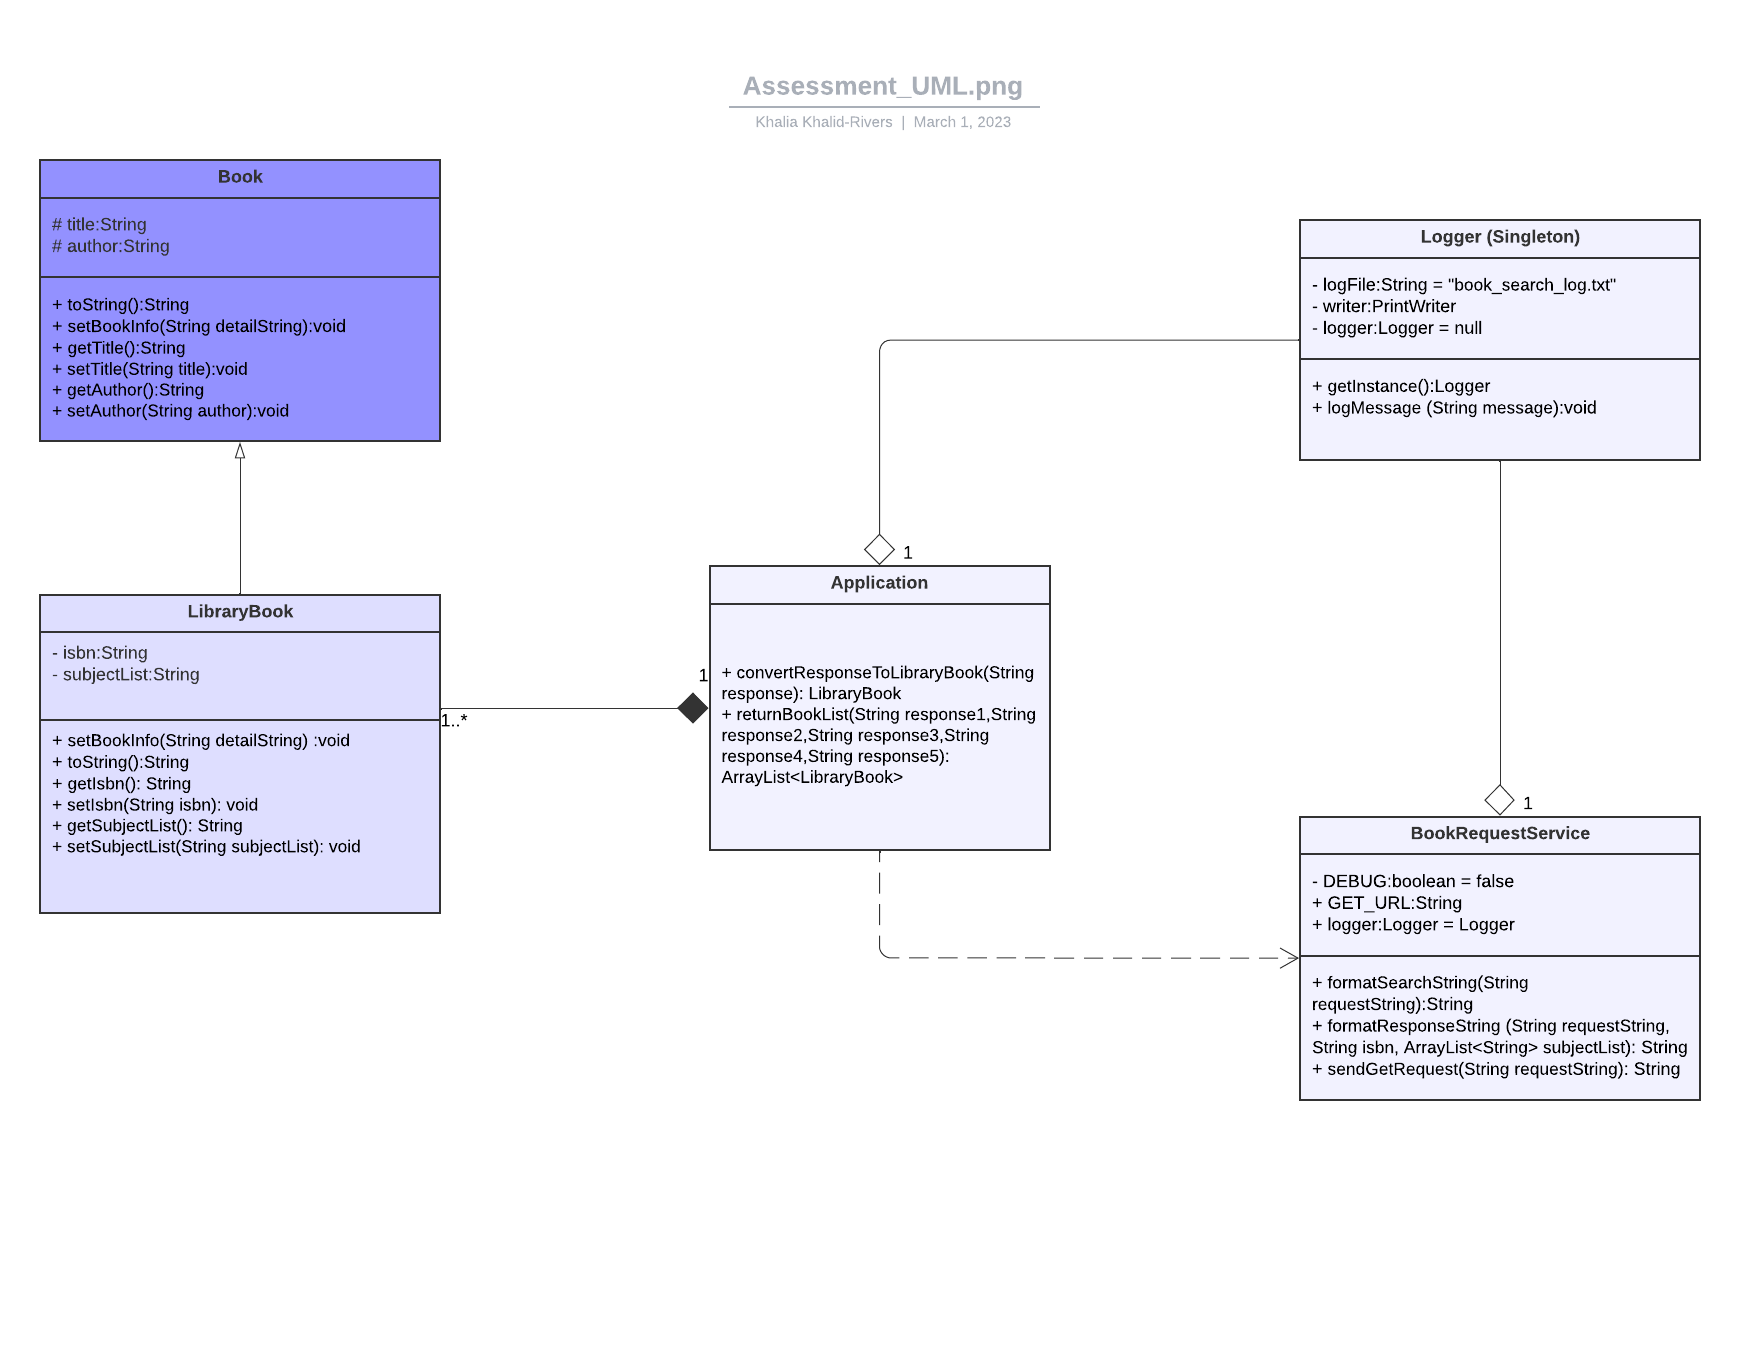 Assessment_UML.png
Khalia Khalid-Rivers | March 1, 2023
Book
# title:String
# author:String
+ toString():String
+ setBookInfo(String detailString):void
+ getTitle():String
+ setTitle(String title):void
+ getAuthor():String
+ setAuthor(String author):void
Logger (Singleton)
- logFile:String = "book_search_log.txt"
- writer:PrintWriter
- logger:Logger = null
+ getInstance():Logger
+ logMessage (String message):void
LibraryBook
- isbn:String
- subjectList:String
+ setBookInfo(String detailString) :void
+ toString():String
+ getIsbn(): String
+ setIsbn(String isbn): void
+ getSubjectList(): String
+ setSubjectList(String subjectList): void
1..*
1
1
Application
+ convertResponseToLibraryBook(String
response): LibraryBook
+ returnBookList(String response1,String
response2,String response3,String
response4,String response5):
ArrayList<LibraryBook>
1
BookRequestService
- DEBUG:boolean = false
+ GET_URL:String
+ logger:Logger = Logger
+ formatSearchString(String
requestString):String
+ formatResponseString (String requestString,
String isbn, ArrayList<String> subjectList): String
+ sendGetRequest(String requestString): String